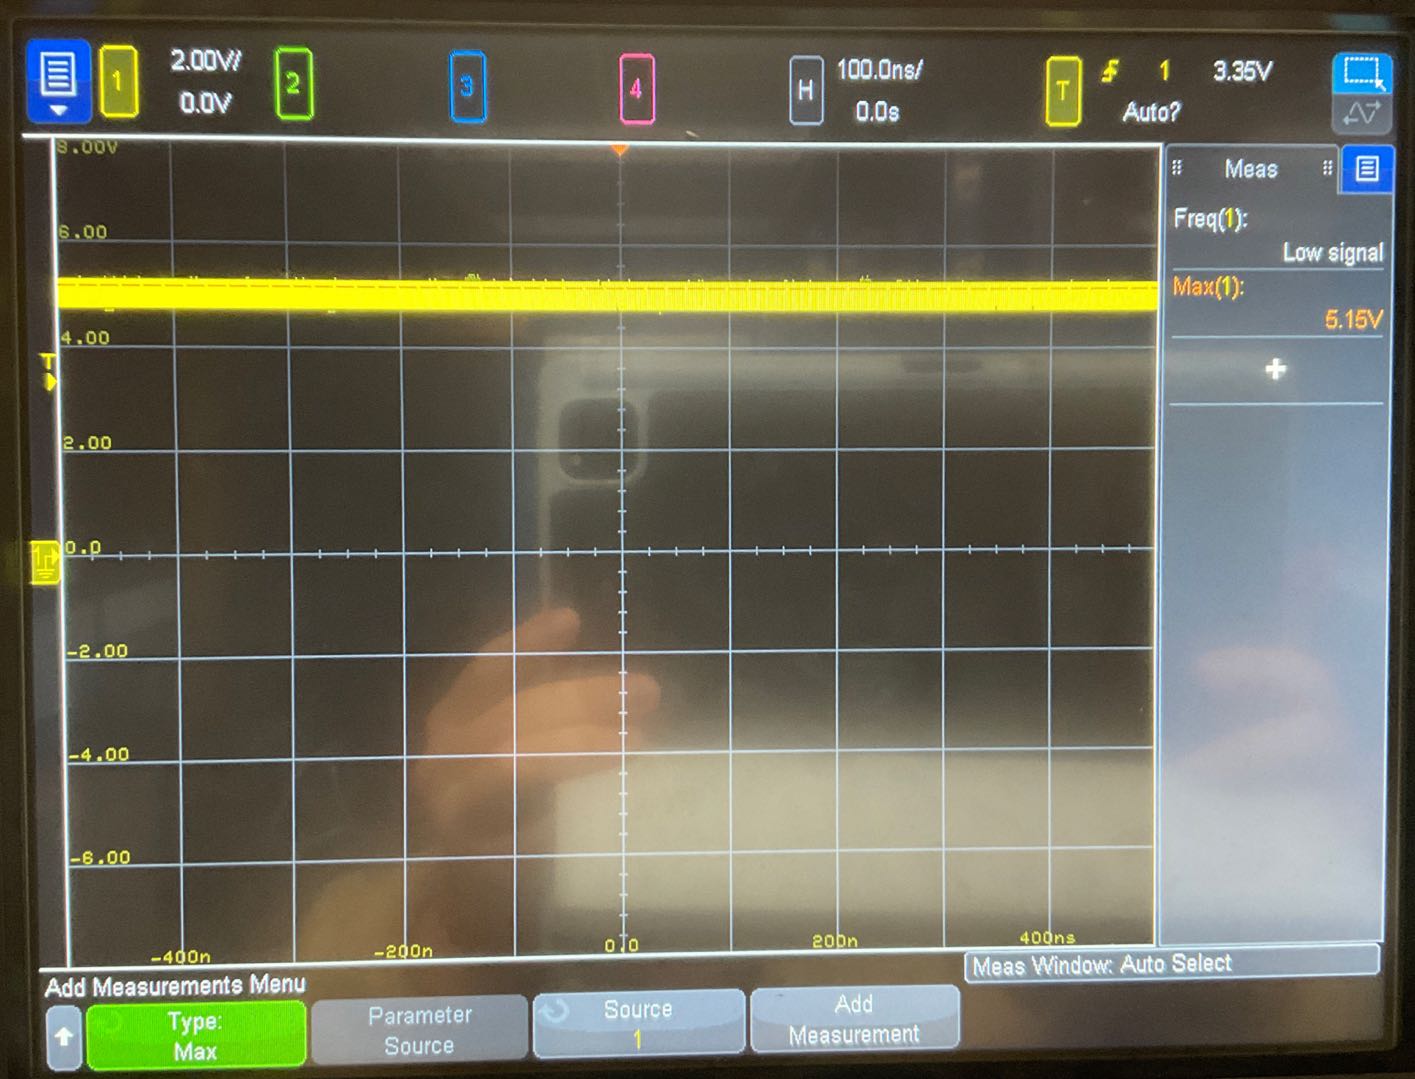 1
2.00V/
0.0V
2
3
4
H
100.0ns/
0.0s
T
1
3.35V
Auto?
8.00V
6.00
4.00
T
2.00
0.0
1
-2.00
-4.00
-6.00
-400n
-200n
0.0
200n
400ns
Meas
Freq(1):
Low signal
Max(1):
5.15V
+
Meas Window: Auto Select
Add Measurements Menu
Type:
Max
Parameter
Source
Source
1
Add
Measurement